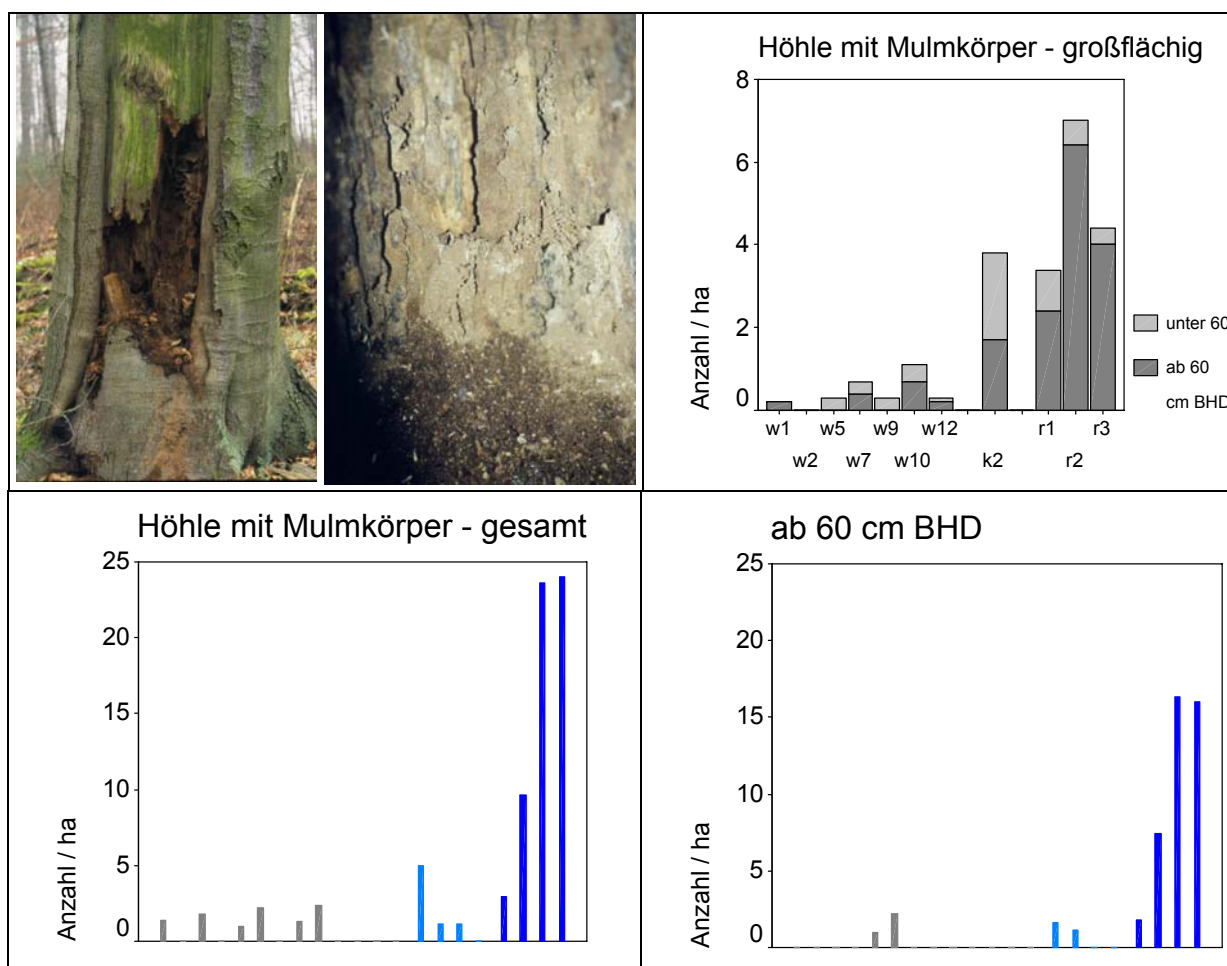 Höhle mit Mulmkörper - großflächig
8
6
4
2
0
Anzahl / ha
unter 60
ab 60
cm BHD
w1 w5 w9 w12 r1 r3
w2 w7 w10 k2 r2
Höhle mit Mulmkörper - gesamt
25
20
15
10
5
0
Anzahl / ha
ab 60 cm BHD
25
20
15
10
5
0
Anzahl / ha